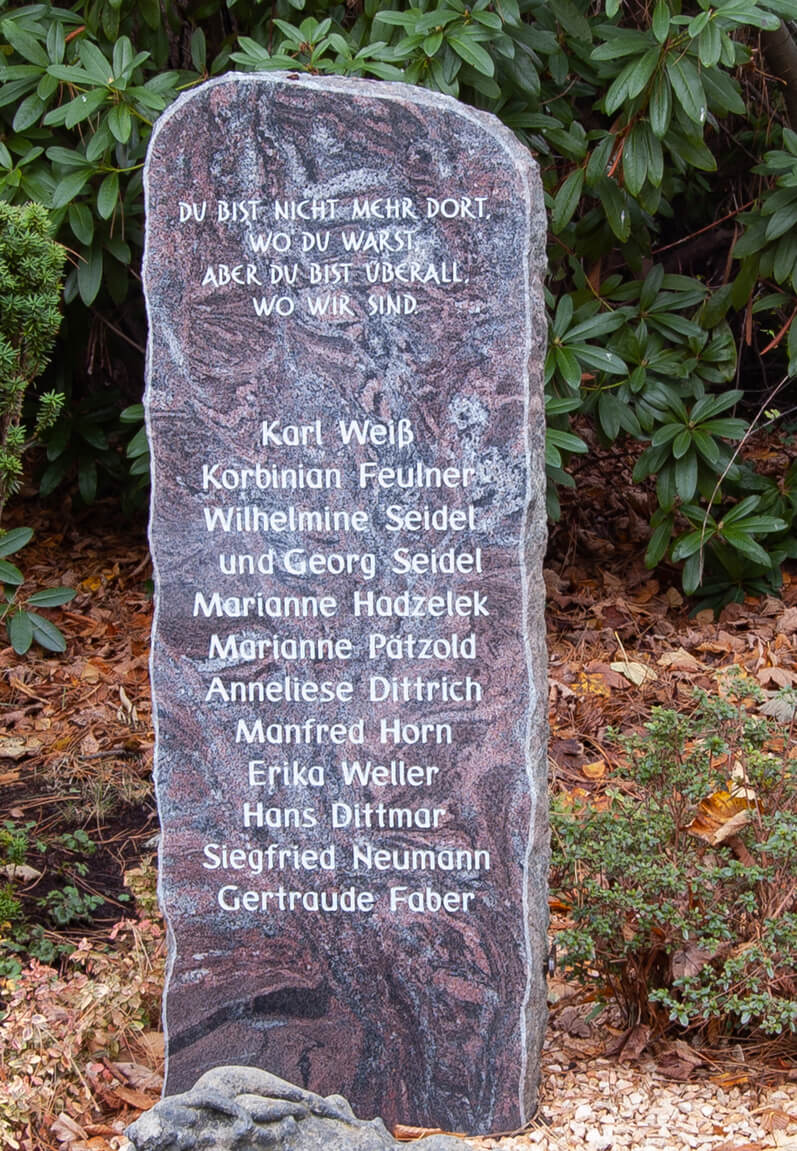 DU BIST NICHT MEHR DORT,
WO DU WARST,
ABER DU BIST ÜBERALL,
WO WIR SIND.
Karl Weiß
Korbinian Feulner
Wilhelmine Seidel
und Georg Seidel
Marianne Hadzelek
Marianne Pätzold
Anneliese Dittrich
Manfred Horn
Erika Weller
Hans Dittmar
Siegfried Neumann
Gertraude Faber